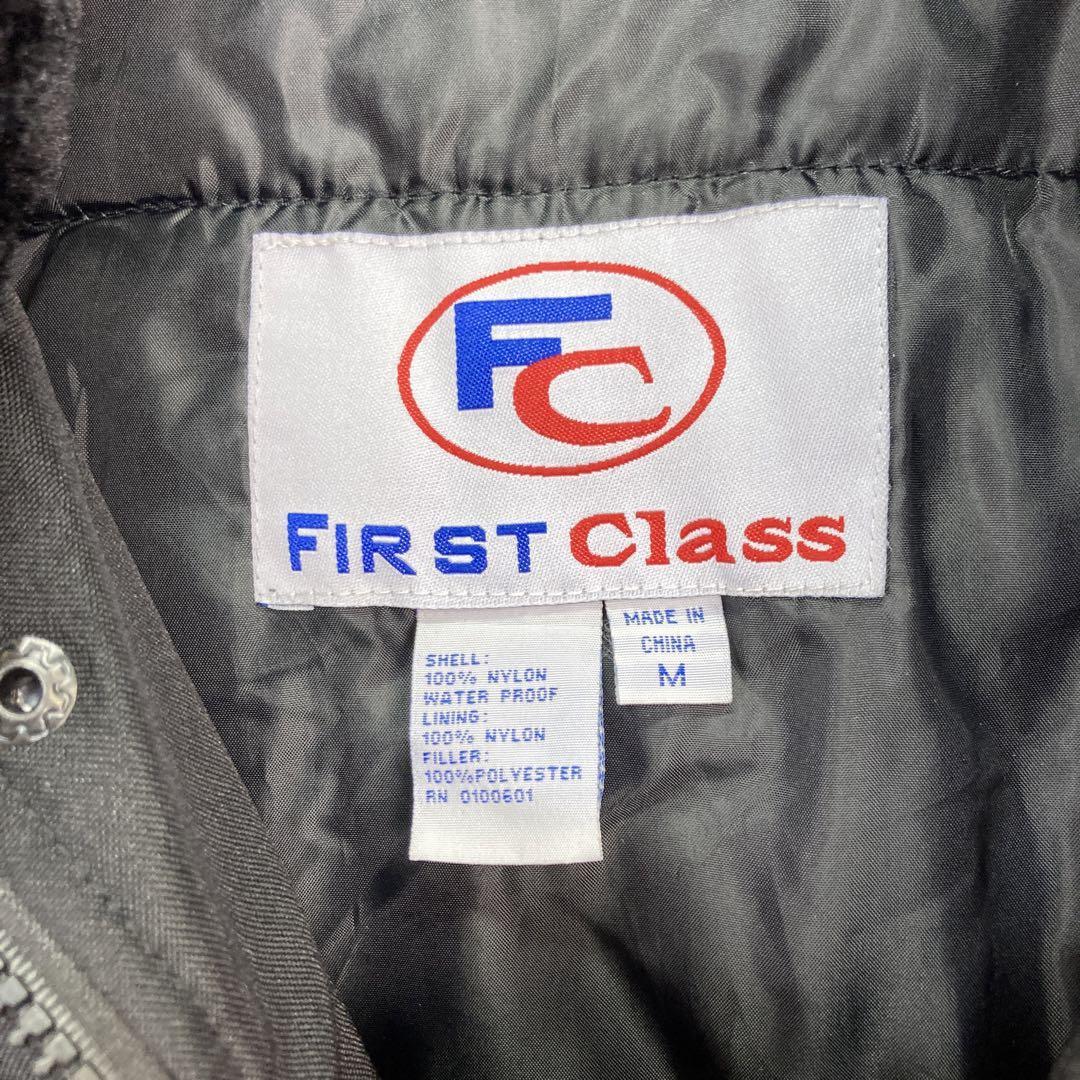 FC
FIRST Class
SHELL:
100% NYLON
WATER PROOF
LINING:
100% NYLON
FILLER:
100%POLYESTER
RN 0100601
MADE IN
CHINA
M